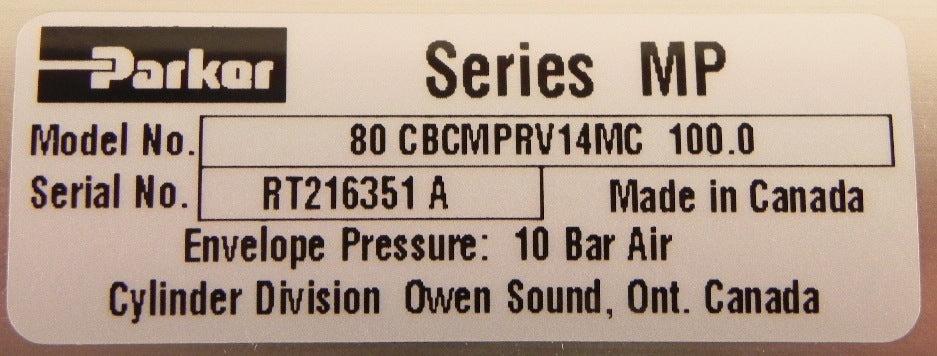 Parker Series MP
Model No. 80 CBCMPRV14MC 100.0
Serial No. RT216351 A Made in Canada
Envelope Pressure: 10 Bar Air
Cylinder Division Owen Sound, Ont. Canada